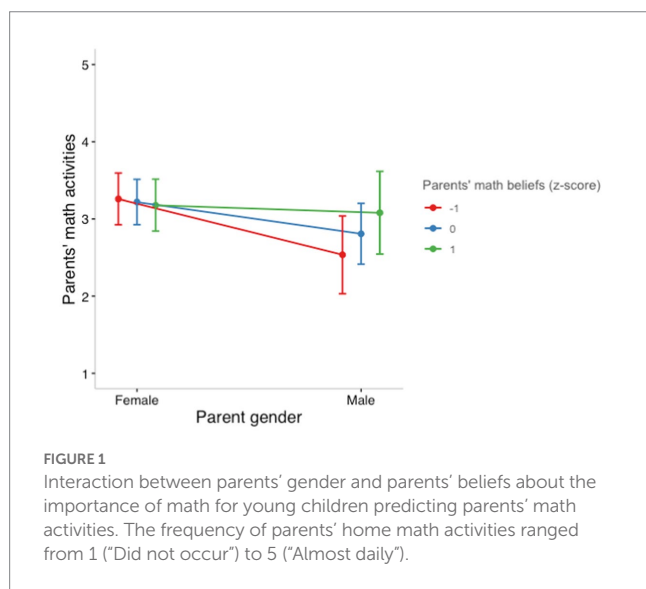 5
4
3
2
1
Parents' math activities
Female
Male
Parent gender
Parents' math beliefs (z-score)
-1
0
1
FIGURE 1
Interaction between parents’ gender and parents’ beliefs about the
importance of math for young children predicting parents’ math
activities. The frequency of parents’ home math activities ranged
from 1 (“Did not occur”) to 5 (“Almost daily”).